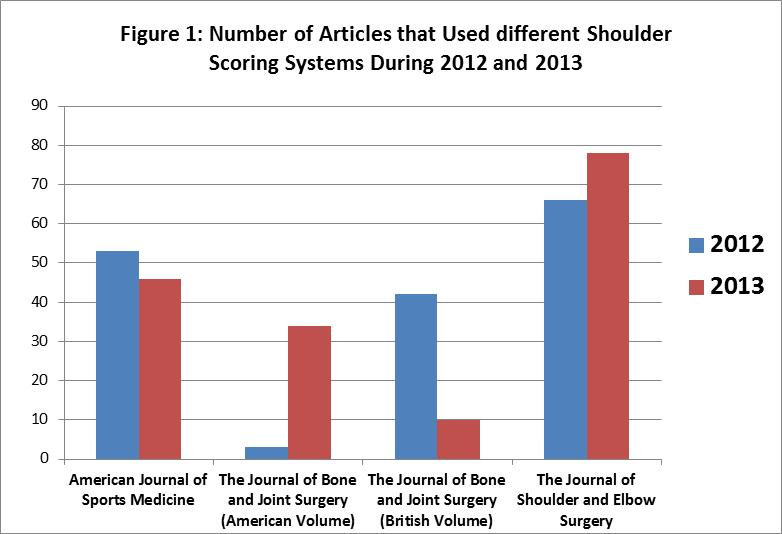 Figure 1: Number of Articles that Used different Shoulder
Scoring Systems During 2012 and 2013
90
80
70
60
50
40
30
20
10
0
American Journal of
Sports Medicine
The Journal of Bone
and Joint Surgery
(American Volume)
The Journal of Bone
and Joint Surgery
(British Volume)
The Journal of
Shoulder and Elbow
Surgery
2012
2013